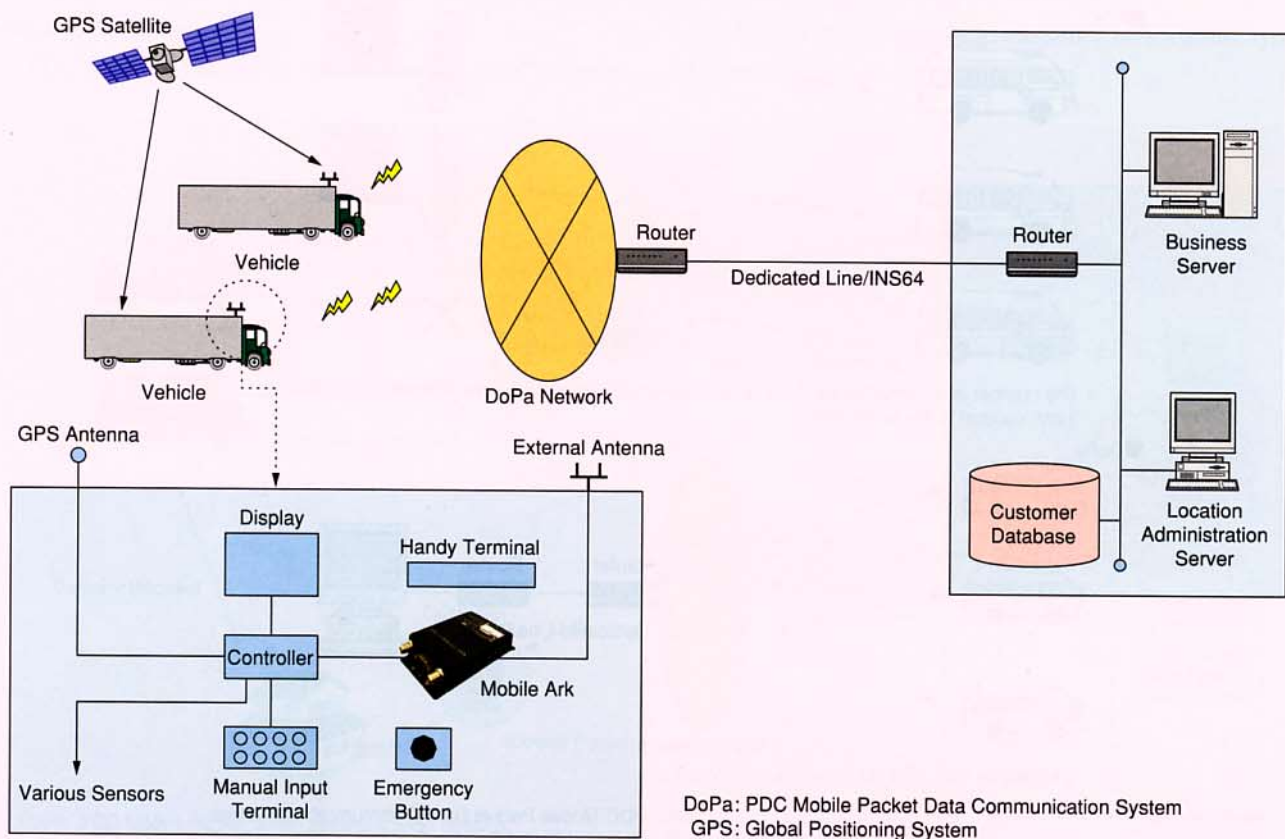 GPS Satellite
Vehicle
Vehicle
Router
Dedicated Line/INS64
Router
Business
Server
DoPa Network
GPS Antenna
External Antenna
Customer
Database
Location
Administration
Server
Display
Handy Terminal
Controller
Mobile Ark
Various Sensors
Manual Input
Terminal
Emergency
Button
DoPa: PDC Mobile Packet Data Communication System
GPS: Global Positioning System